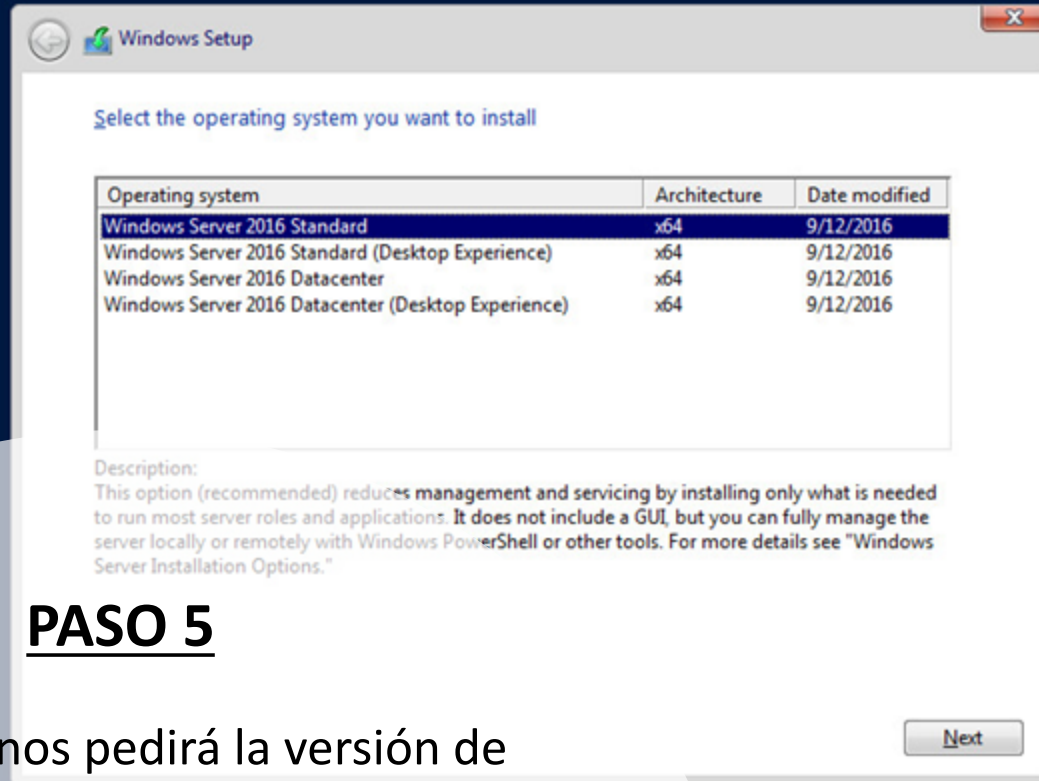 Windows Setup
Select the operating system you want to install
Operating system Architecture Date modified
Windows Server 2016 Standard x64 9/12/2016
Windows Server 2016 Standard (Desktop Experience) x64 9/12/2016
Windows Server 2016 Datacenter x64 9/12/2016
Windows Server 2016 Datacenter (Desktop Experience) x64 9/12/2016
Description:
This option (recommended) reduces management and servicing by installing only what is needed
to run most server roles and applications. It does not include a GUI, but you can fully manage the
server locally or remotely with Windows PowerShell or other tools. For more details see "Windows
Server Installation Options."
PASO 5
nos pedirá la versión de
Next